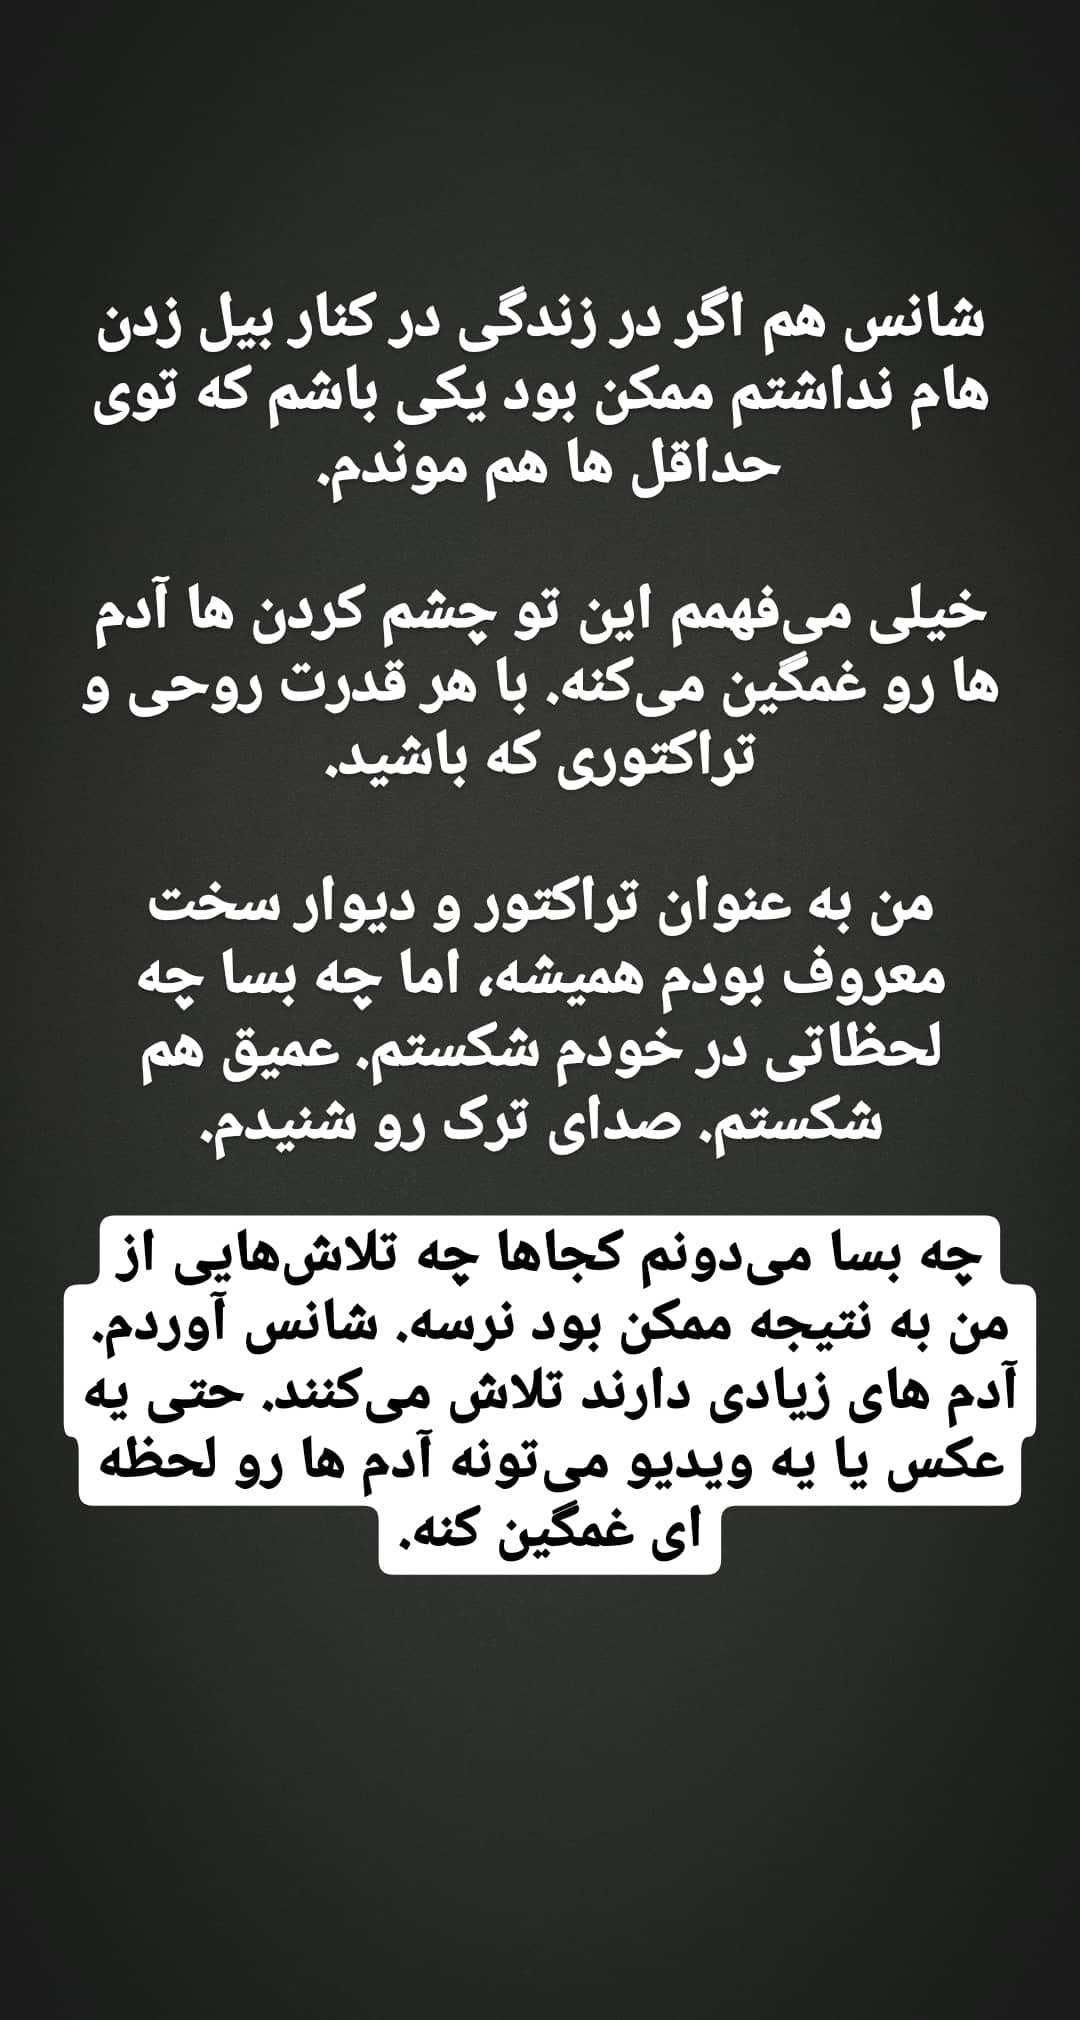 شانس هم اگر در زندگی در کنار بیل زدن
هام نداشتم ممکن بود یکی باشم که توی
حداقل ها هم موندم.
خیلی می‌فهمم این تو چشم کردن ها آدم
ها رو غمگین می‌کنه. با هر قدرت روحی و
تراکتوری که باشید.
من به عنوان تراکتور و دیوار سخت
معروف بودم همیشه، اما چه بسا چه
لحظاتی در خودم شکستم. عمیق هم
شکستم. صدای ترک رو شنیدم.
چه بسا می‌دونم کجاها چه تلاش‌هایی از
من به نتیجه ممکن بود نرسه. شانس آوردم.
آدم های زیادی دارند تلاش می‌کنند. حتی یه
عکس یا یه ویدیو می‌تونه آدم ها رو لحظه
ای غمگین کنه.